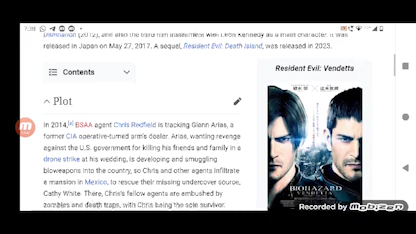 7:38
Damnation (2012), and also the third film installment with Leon Kennedy as a main character. It was
released in Japan on May 27, 2017. A sequel, Resident Evil: Death Island, was released in 2023.
Contents
Plot
In 2014,[a] BSAA agent Chris Redfield is tracking Glenn Arias, a
former CIA operative-turned arm's dealer. Arias, wanting revenge
against the U.S. government for killing his friends and family in a
drone strike at his wedding, is developing and smuggling
bioweapons into the country, so Chris and other agents infiltrate
a mansion in Mexico, to rescue their missing undercover source,
Cathy White. There, Chris's fellow agents are ambushed by
zombies and death traps, with Chris being the sole survivor.
Resident Evil: Vendetta
BIOHAZARD
VENDETTA
Recorded by Mobizen